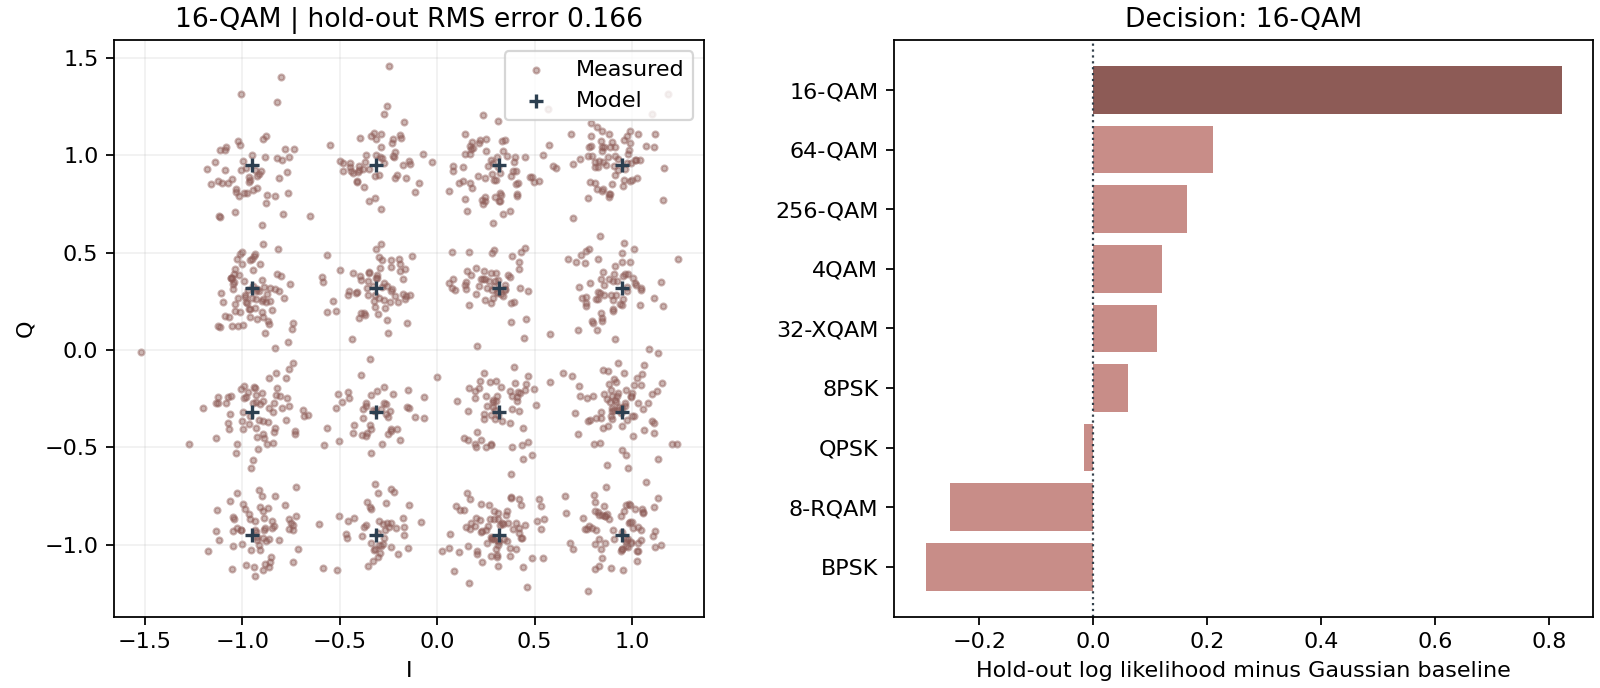 16-QAM | hold-out RMS error 0.166
Measured
Model
1.5
1.0
0.5
0.0
−0.5
−1.0
Q
−1.5
−1.0
−0.5
0.0
0.5
1.0
I
Decision: 16-QAM
16-QAM
64-QAM
256-QAM
4QAM
32-XQAM
8PSK
QPSK
8-RQAM
BPSK
−0.2
0.0
0.2
0.4
0.6
0.8
Hold-out log likelihood minus Gaussian baseline